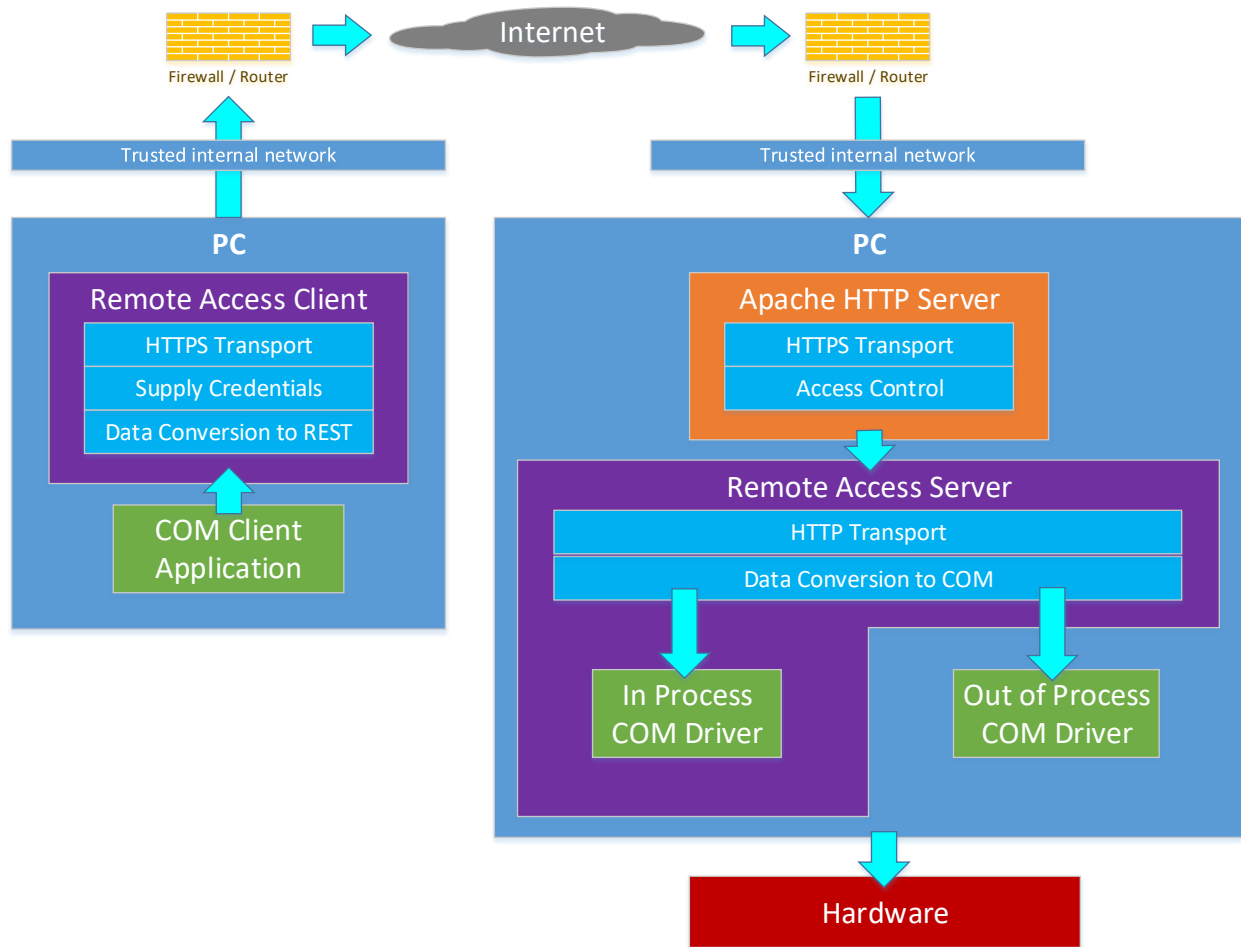 Internet
Firewall / Router
Firewall / Router
Trusted internal network
Trusted internal network
PC
Remote Access Client
HTTPS Transport
Supply Credentials
Data Conversion to REST
COM Client
Application
PC
Apache HTTP Server
HTTPS Transport
Access Control
Remote Access Server
HTTP Transport
Data Conversion to COM
In Process
COM Driver
Out of Process
COM Driver
Hardware